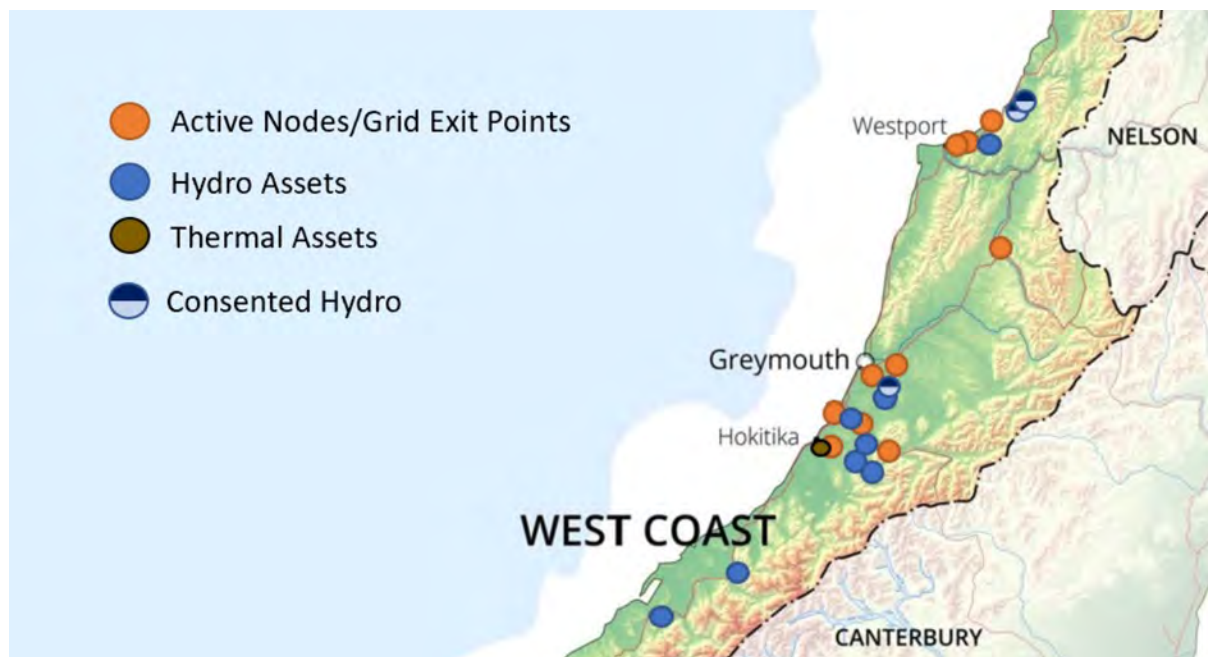 Active Nodes/Grid Exit Points
Hydro Assets
Thermal Assets
Consented Hydro
Westport
NELSON
Greymouth
Hokitika
WEST COAST
CANTERBURY